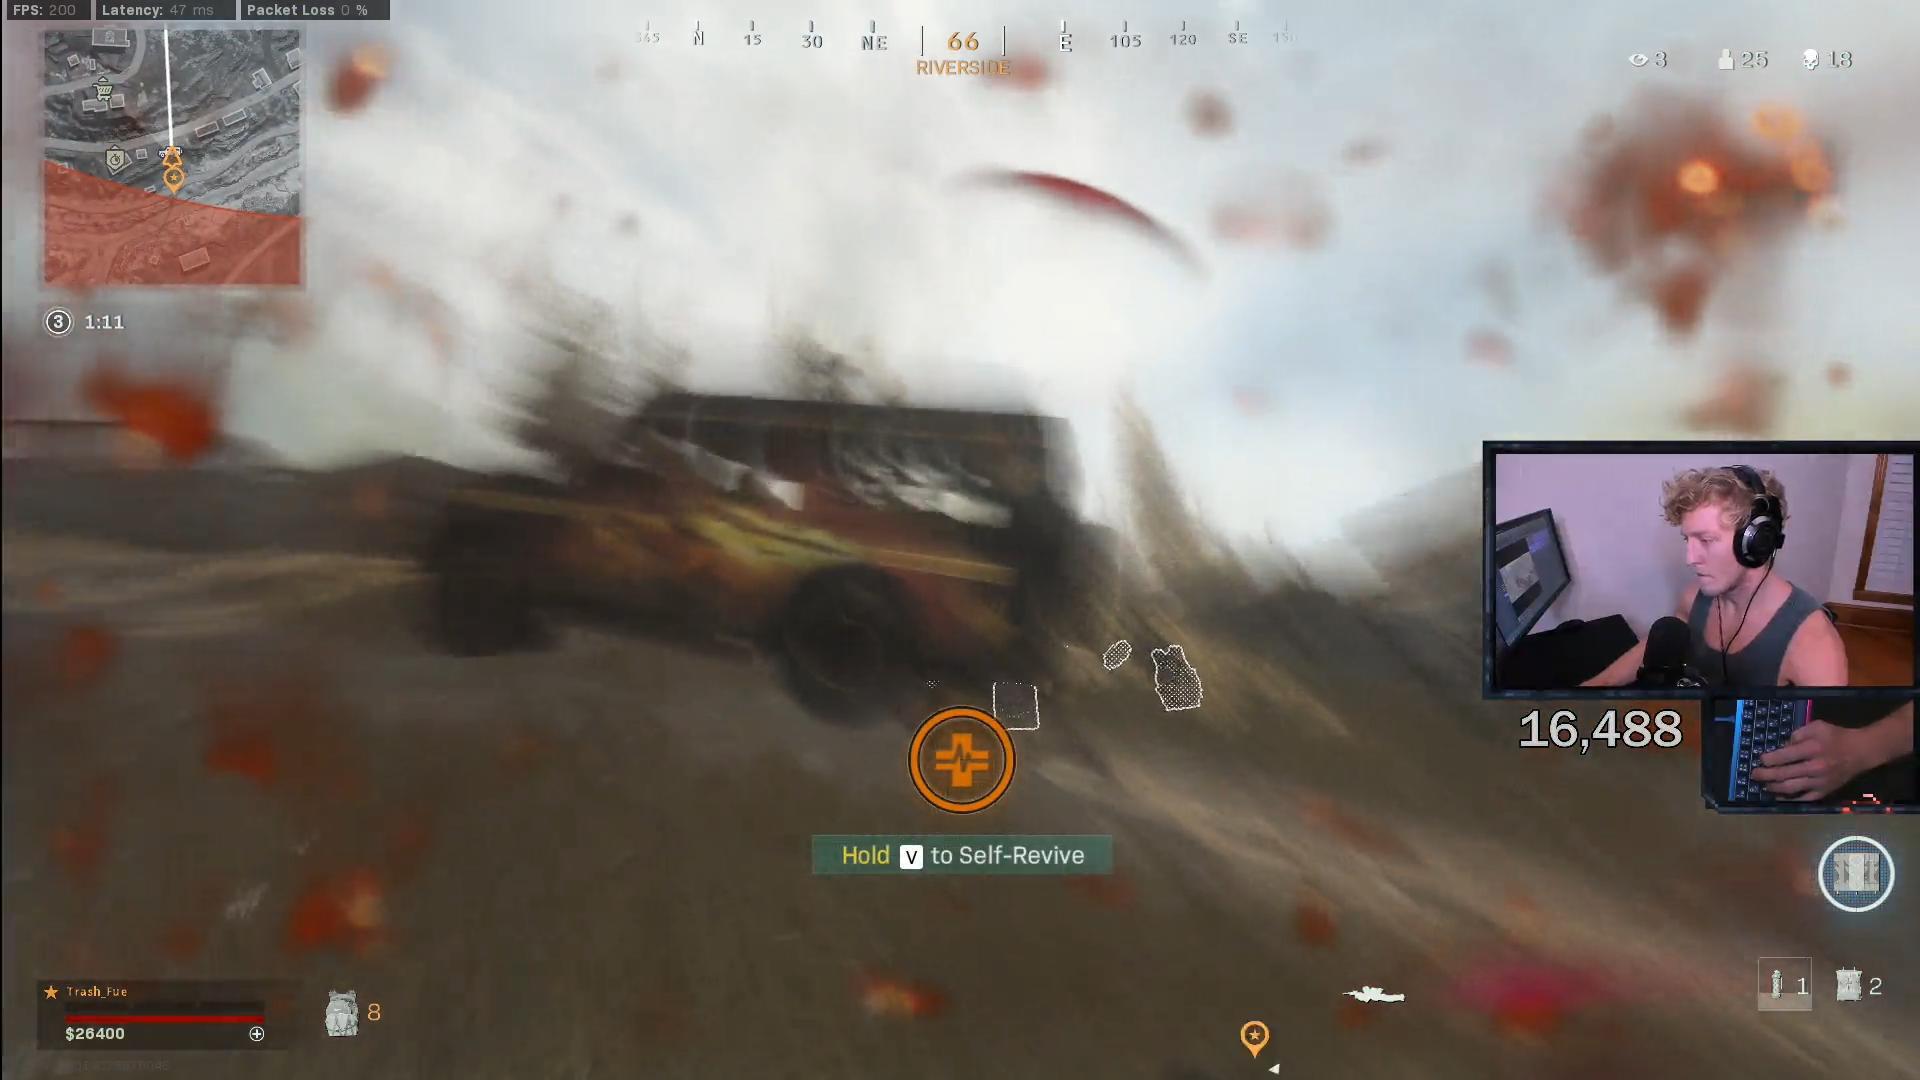 FPS: 200 Latency: 47 ms Packet Loss 0 %
345 N 15 30 NE 66 E 105 120 SE
RIVERSIDE
3 25 18
3 1:11
16,488
Hold V to Self-Revive
Trash_Fue
$26400
8
1 2